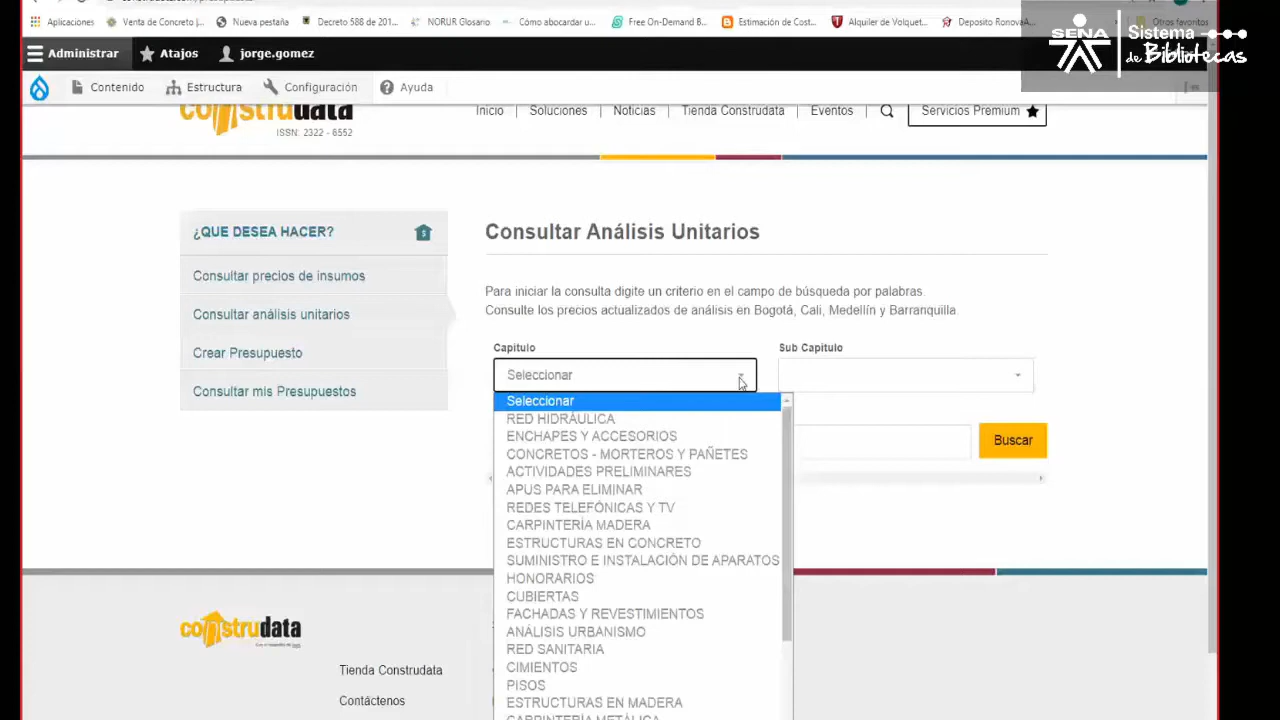 Aplicaciones Venta de Concreto |... Nueva pestaña Decreto 588 de 201... NORUR Glosario Cómo abocardar u... Free On-Demand B... Estimación de Cost... Alquiler de Volquet... Deposito RonovaA... Otros favoritos
Administrar Atajos jorge.gomez
SENA Sistema de Bibliotecas
Contenido Estructura Configuración Ayuda
construdata
ISSN: 2322 - 6552
Inicio Soluciones Noticias Tienda Construdata Eventos Servicios Premium
¿QUE DESEA HACER?
Consultar precios de insumos
Consultar análisis unitarios
Crear Presupuesto
Consultar mis Presupuestos
Consultar Análisis Unitarios
Para iniciar la consulta digite un criterio en el campo de búsqueda por palabras.
Consulte los precios actualizados de análisis en Bogotá, Cali, Medellín y Barranquilla
Capitulo Sub Capitulo
Seleccionar
Seleccionar
RED HIDRÁULICA
ENCHAPES Y ACCESORIOS
CONCRETOS - MORTEROS Y PAÑETES
ACTIVIDADES PRELIMINARES
APUS PARA ELIMINAR
REDES TELEFÓNICAS Y TV
CARPINTERÍA MADERA
ESTRUCTURAS EN CONCRETO
SUMINISTRO E INSTALACIÓN DE APARATOS
HONORARIOS
CUBIERTAS
FACHADAS Y REVESTIMIENTOS
ANÁLISIS URBANISMO
RED SANITARIA
CIMIENTOS
PISOS
ESTRUCTURAS EN MADERA
CARPINTERÍA METÁLICA
Buscar
construdata
Tienda Construdata
Contáctenos